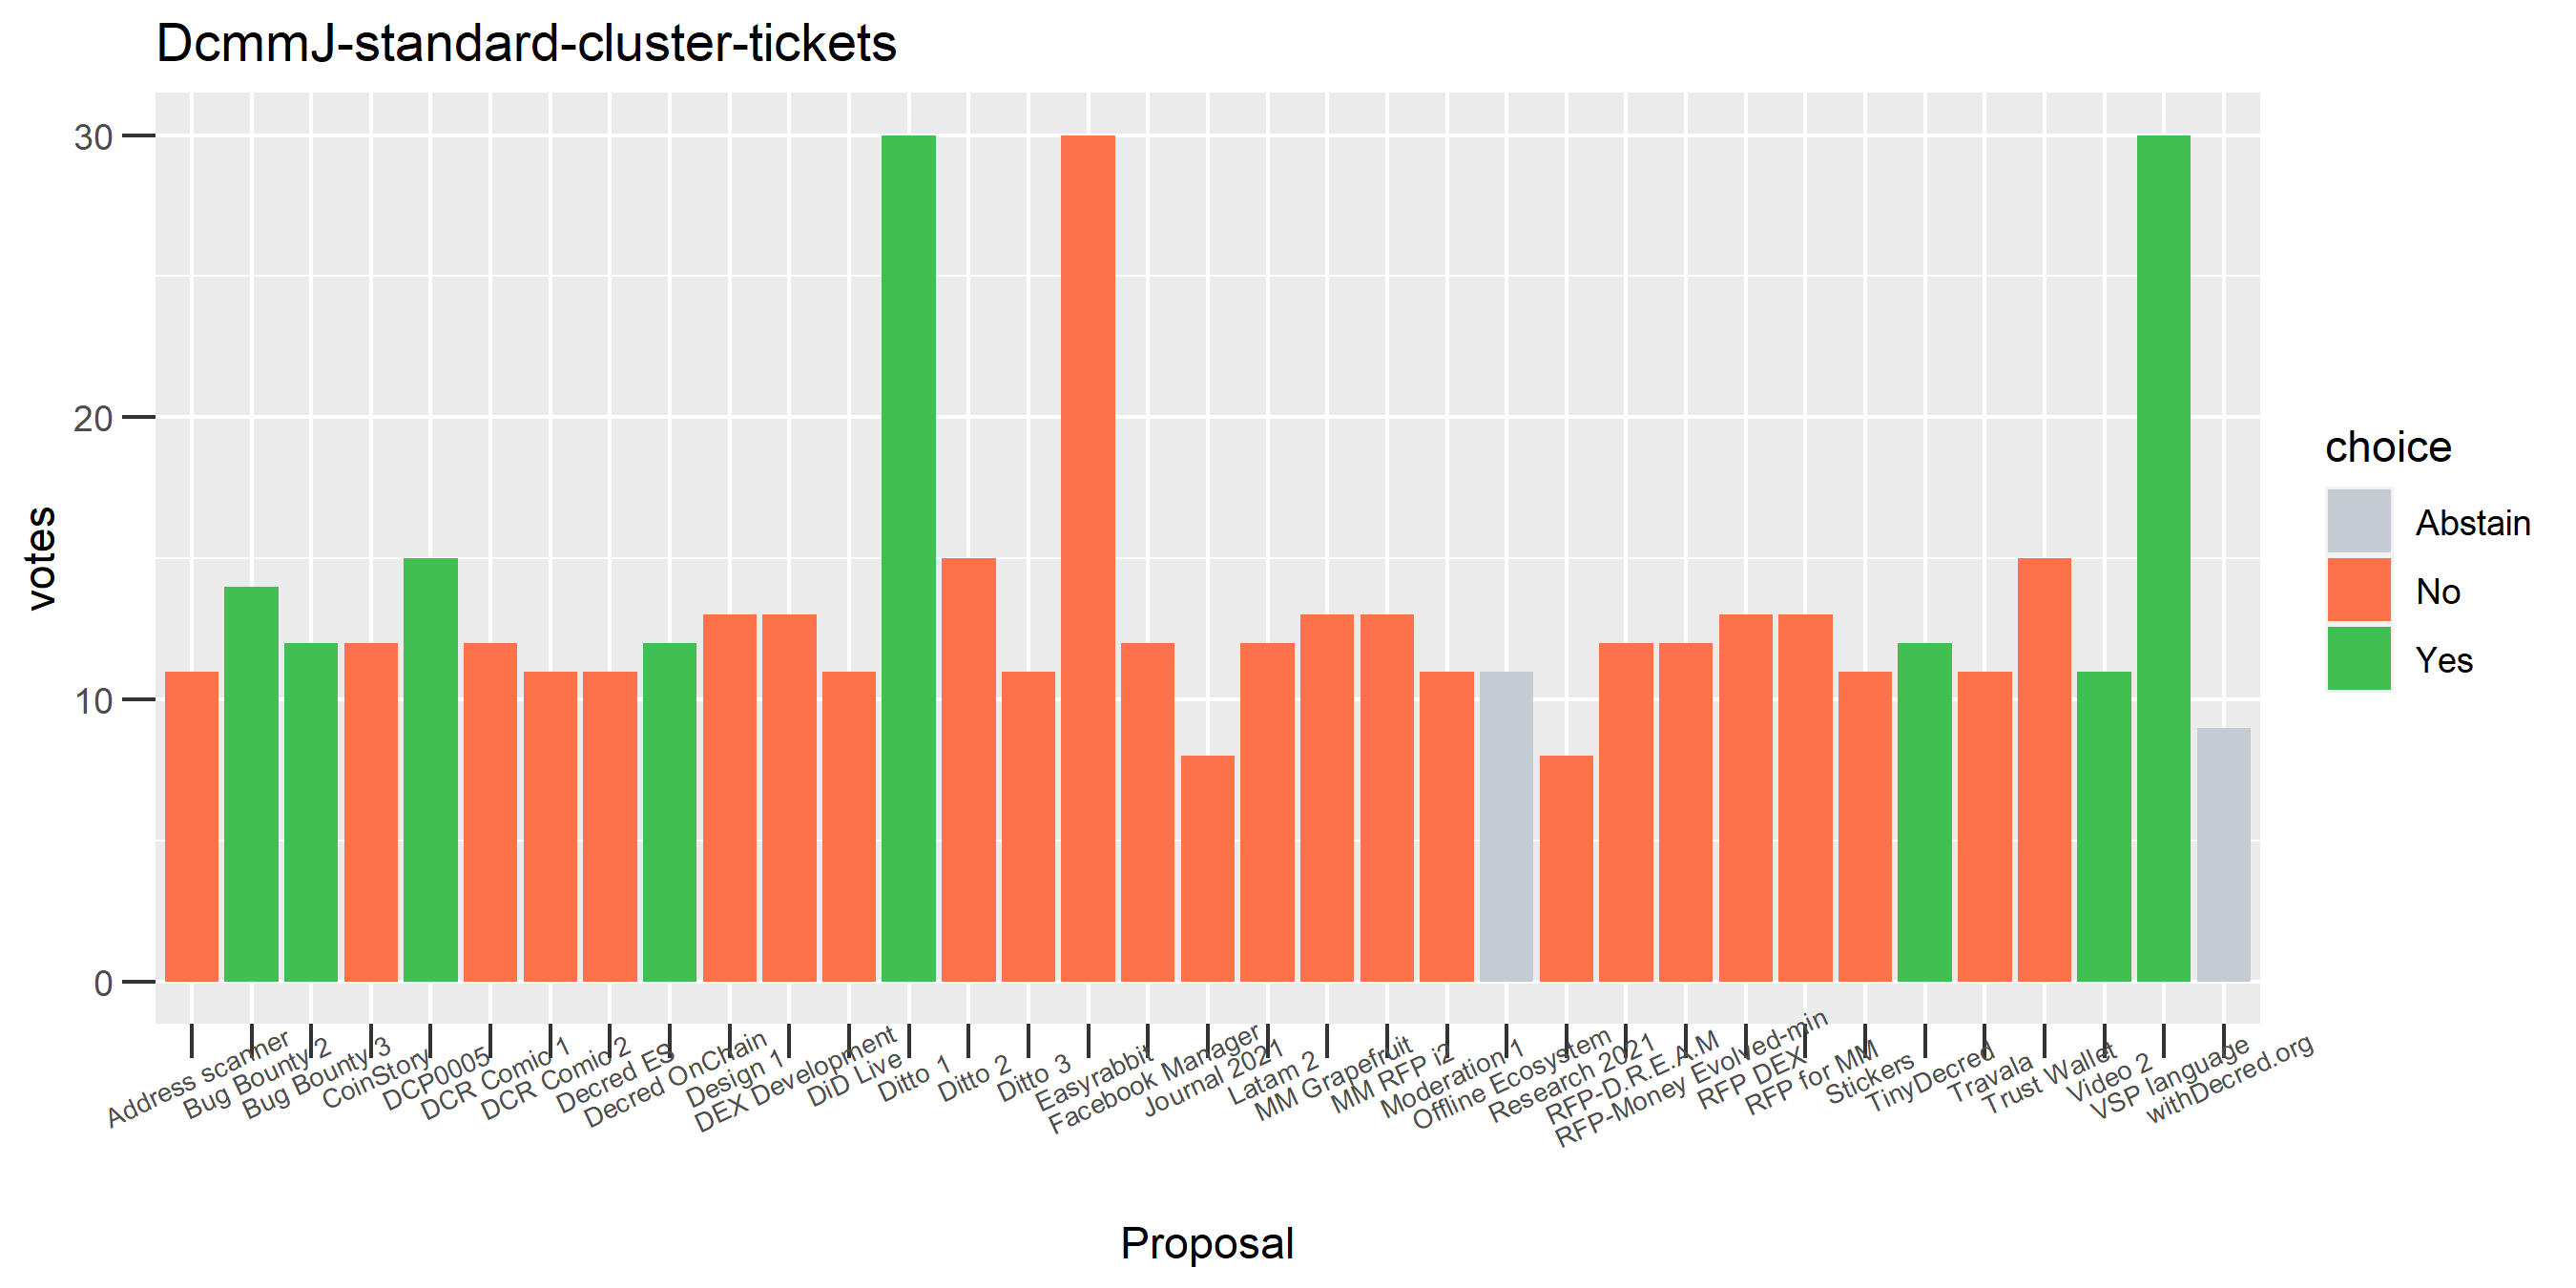 DcmmJ-standard-cluster-tickets
30
20
10
0
votes
Address scanner
Bug Bounty 2
Bug Bounty 3
CoinStory
DCP0005
DCR Comic 1
DCR Comic 2
Decred ES
Decred OnChain
Design 1
DEX Development
DiD Live
Ditto 1
Ditto 2
Ditto 3
Easyrabbit
Facebook Manager
Journal 2021
Latam 2
MM Grapefruit
MM RFP i2
Moderation 1
Offline Ecosystem
Research 2021
RFP-D.R.E.A.M
RFP-Money Evolved-min
RFP DEX
RFP for MM
Stickers
TinyDecred
Travala
Trust Wallet
Video 2
VSP language
withDecred.org
Proposal
choice
Abstain
No
Yes